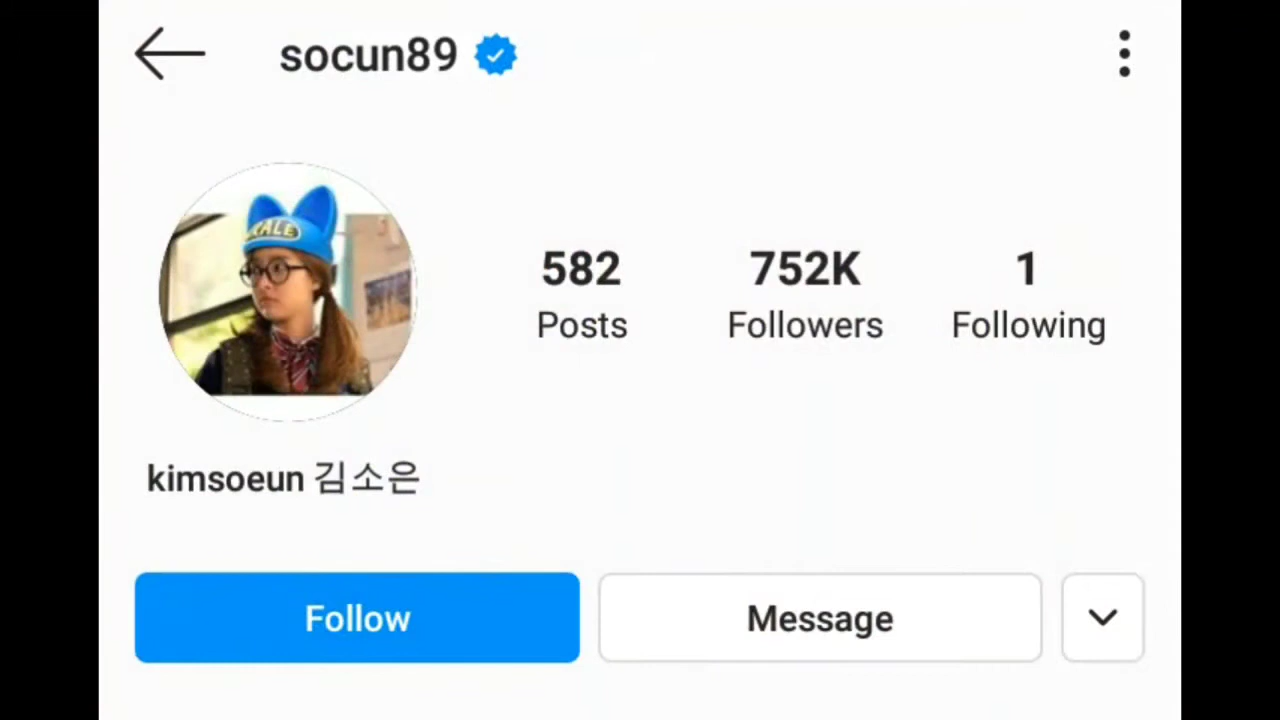 socun89
582 752K 1
Posts Followers Following
kimsoeun 김소은
Follow Message